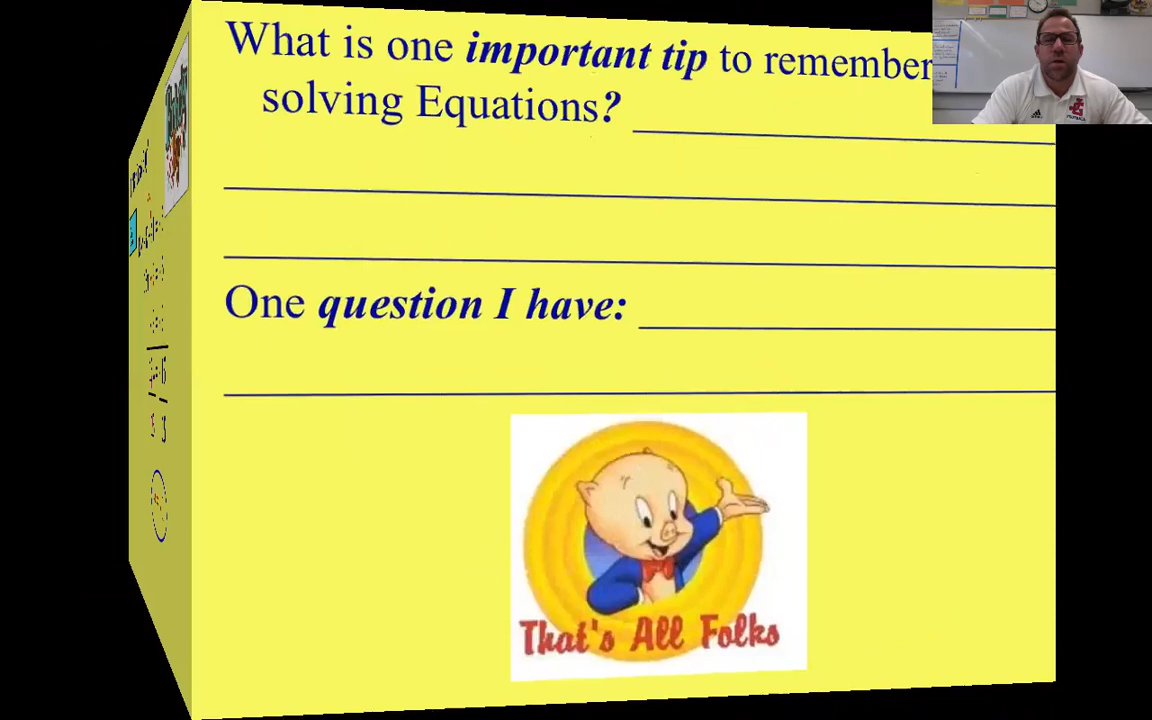 What is one important tip to remember
solving Equations?
One question I have:
That's All Folks